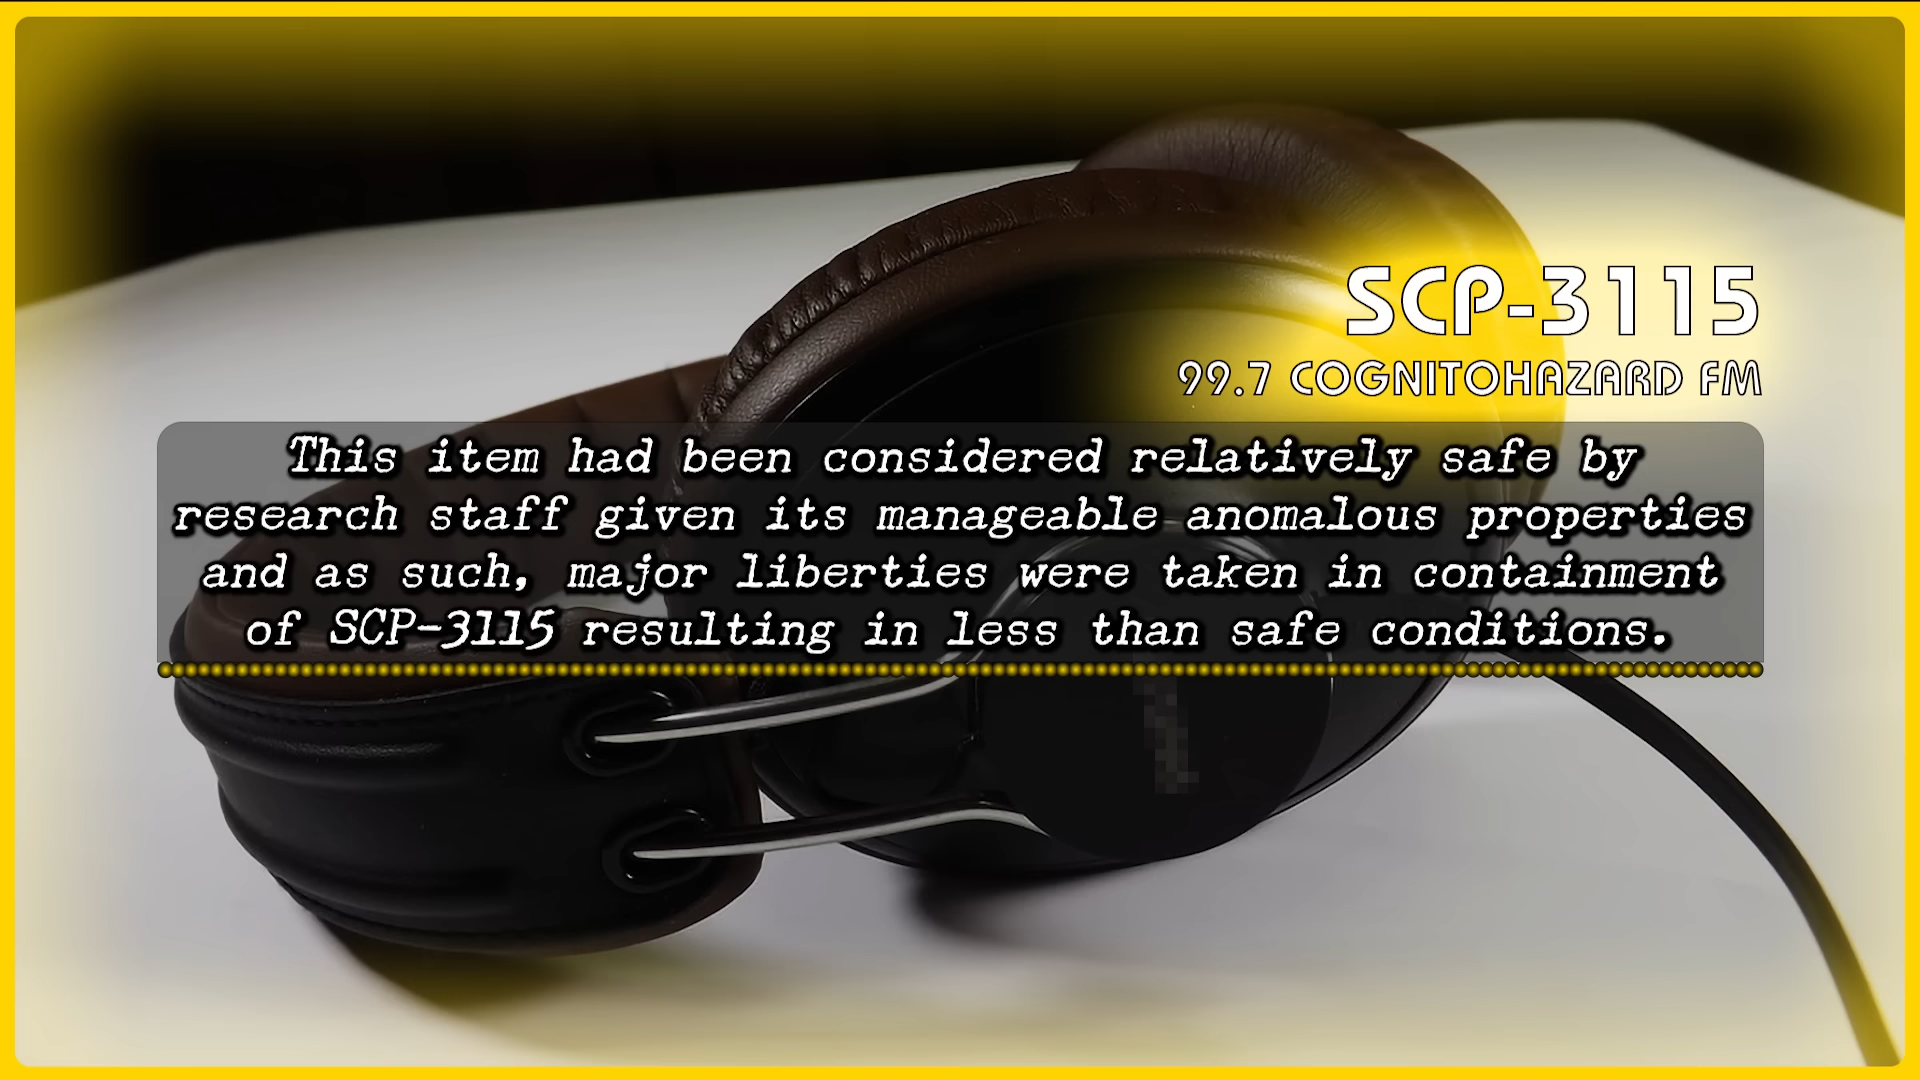 SCP-3115
99.7 COGNITOHAZARD FM
This item had been considered relatively safe by
research staff given its manageable anomalous properties
and as such, major liberties were taken in containment
of SCP-3115 resulting in less than safe conditions.